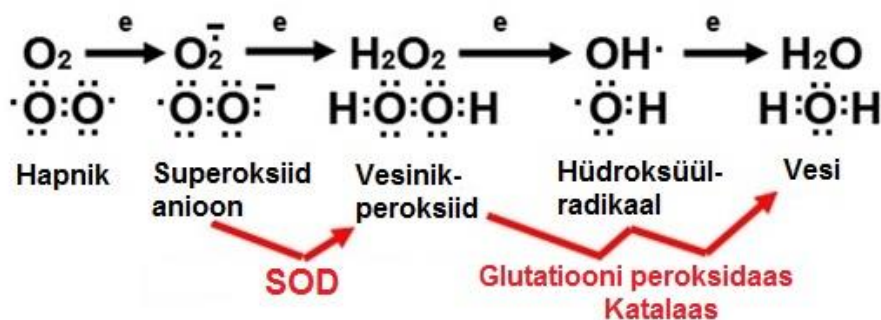 e e e e
O₂ O₂·⁻ H₂O₂ OH· H₂O
·Ö:Ö· ·Ö:Ö:⁻ H:Ö:Ö:H ·Ö:H H:Ö:H
Hapnik Superoksiid anioon Vesinik-peroksiid Hüdroksüül-radikaal Vesi
SOD Glutatiooni peroksidaas
Katalaas